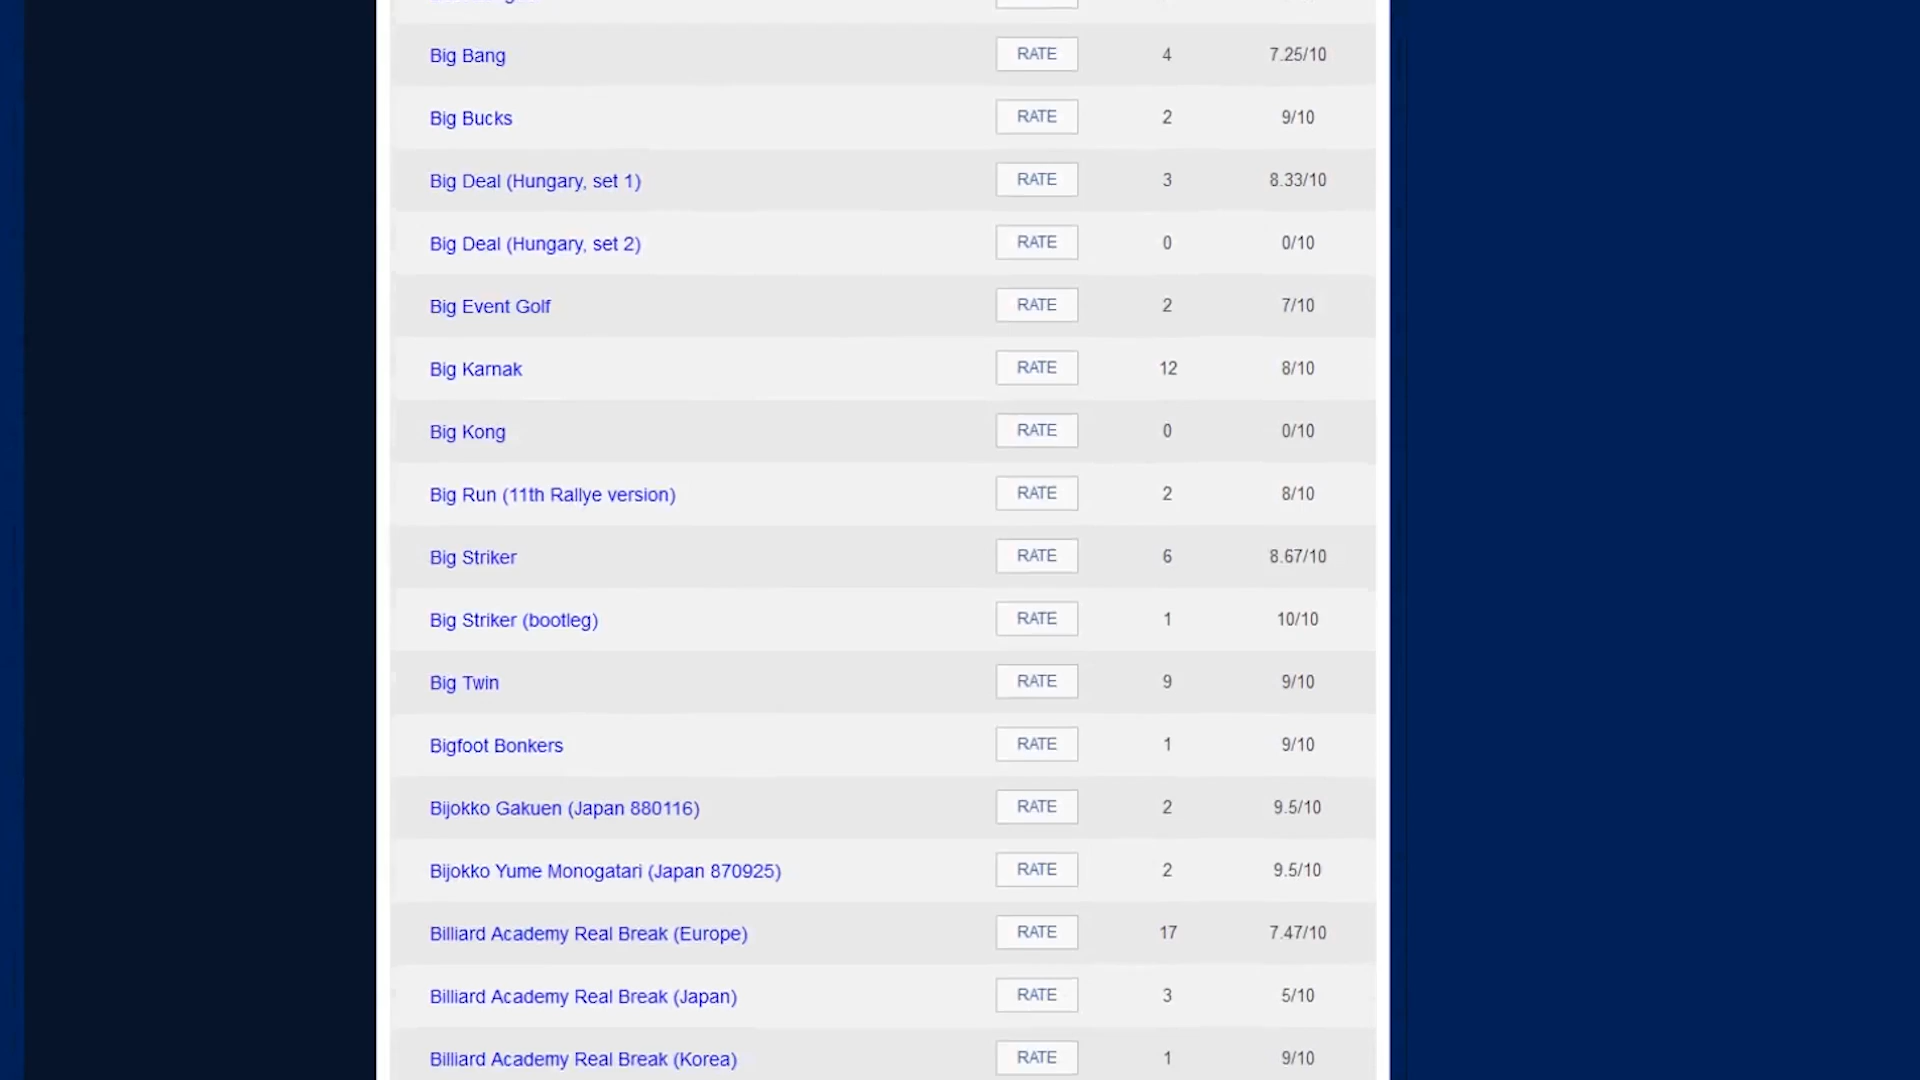 Big Bang RATE 4 7.25/10
Big Bucks RATE 2 9/10
Big Deal (Hungary, set 1) RATE 3 8.33/10
Big Deal (Hungary, set 2) RATE 0 0/10
Big Event Golf RATE 2 7/10
Big Karnak RATE 12 8/10
Big Kong RATE 0 0/10
Big Run (11th Rallye version) RATE 2 8/10
Big Striker RATE 6 8.67/10
Big Striker (bootleg) RATE 1 10/10
Big Twin RATE 9 9/10
Bigfoot Bonkers RATE 1 9/10
Bijokko Gakuen (Japan 880116) RATE 2 9.5/10
Bijokko Yume Monogatari (Japan 870925) RATE 2 9.5/10
Billiard Academy Real Break (Europe) RATE 17 7.47/10
Billiard Academy Real Break (Japan) RATE 3 5/10
Billiard Academy Real Break (Korea) RATE 1 9/10